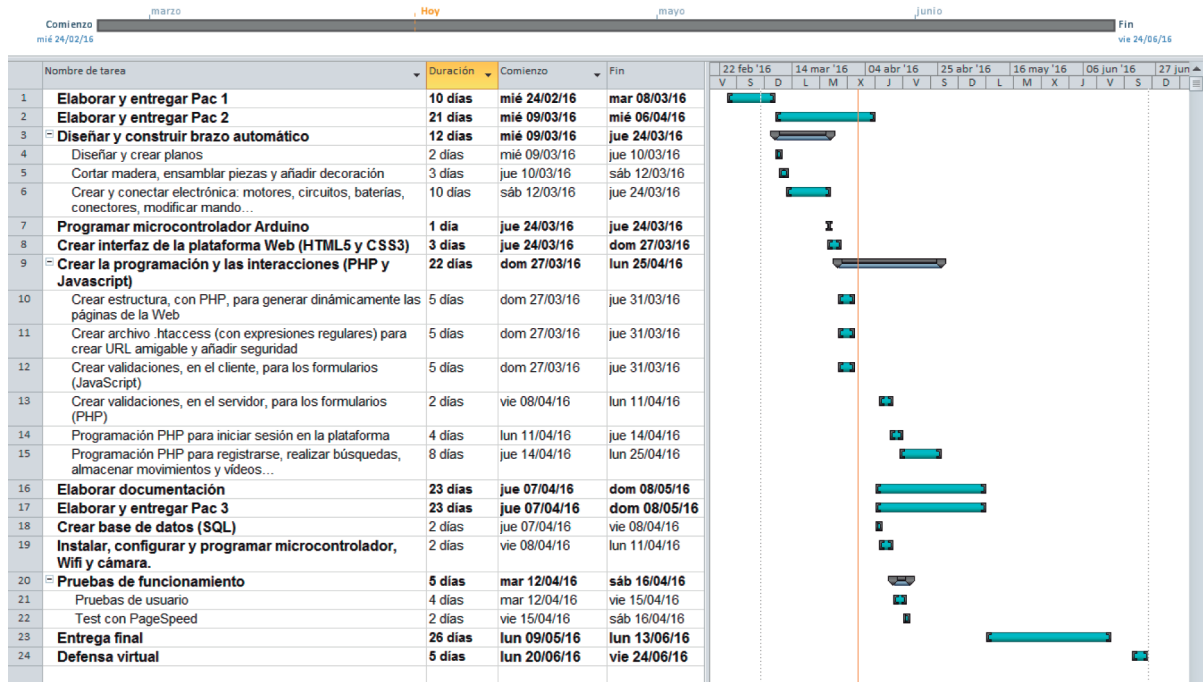 marzo Hoy mayo junio
Comienzo Fin
mié 24/02/16 vie 24/06/16
Nombre de tarea Duración Comienzo Fin 22 feb '16 14 mar '16 04 abr '16 25 abr '16 16 may '16 06 jun '16 27 jun
V S D L M X J V S D L M X J V S D
1 Elaborar y entregar Pac 1 10 días mié 24/02/16 mar 08/03/16
2 Elaborar y entregar Pac 2 21 días mié 09/03/16 mié 06/04/16
3 Diseñar y construir brazo automático 12 días mié 09/03/16 jue 24/03/16
4 Diseñar y crear planos 2 días mié 09/03/16 jue 10/03/16
5 Cortar madera, ensamblar piezas y añadir decoración 3 días jue 10/03/16 sáb 12/03/16
6 Crear y conectar electrónica: motores, circuitos, baterías, 10 días sáb 12/03/16 jue 24/03/16
conectores, modificar mando...
7 Programar microcontrolador Arduino 1 día jue 24/03/16 jue 24/03/16
8 Crear interfaz de la plataforma Web (HTML5 y CSS3) 3 días jue 24/03/16 dom 27/03/16
9 Crear la programación y las interacciones (PHP y 22 días dom 27/03/16 lun 25/04/16
Javascript)
10 Crear estructura, con PHP, para generar dinámicamente las 5 días dom 27/03/16 jue 31/03/16
páginas de la Web
11 Crear archivo .htaccess (con expresiones regulares) para 5 días dom 27/03/16 jue 31/03/16
crear URL amigable y añadir seguridad
12 Crear validaciones, en el cliente, para los formularios 5 días dom 27/03/16 jue 31/03/16
(JavaScript)
13 Crear validaciones, en el servidor, para los formularios 2 días vie 08/04/16 lun 11/04/16
(PHP)
14 Programación PHP para iniciar sesión en la plataforma 4 días lun 11/04/16 jue 14/04/16
15 Programación PHP para registrarse, realizar búsquedas, 8 días jue 14/04/16 lun 25/04/16
almacenar movimientos y vídeos...
16 Elaborar documentación 23 días jue 07/04/16 dom 08/05/16
17 Elaborar y entregar Pac 3 23 días jue 07/04/16 dom 08/05/16
18 Crear base de datos (SQL) 2 días jue 07/04/16 vie 08/04/16
19 Instalar, configurar y programar microcontrolador, 2 días vie 08/04/16 lun 11/04/16
Wifi y cámara.
20 Pruebas de funcionamiento 5 días mar 12/04/16 sáb 16/04/16
21 Pruebas de usuario 4 días mar 12/04/16 vie 15/04/16
22 Test con PageSpeed 2 días vie 15/04/16 sáb 16/04/16
23 Entrega final 26 días lun 09/05/16 lun 13/06/16
24 Defensa virtual 5 días lun 20/06/16 vie 24/06/16